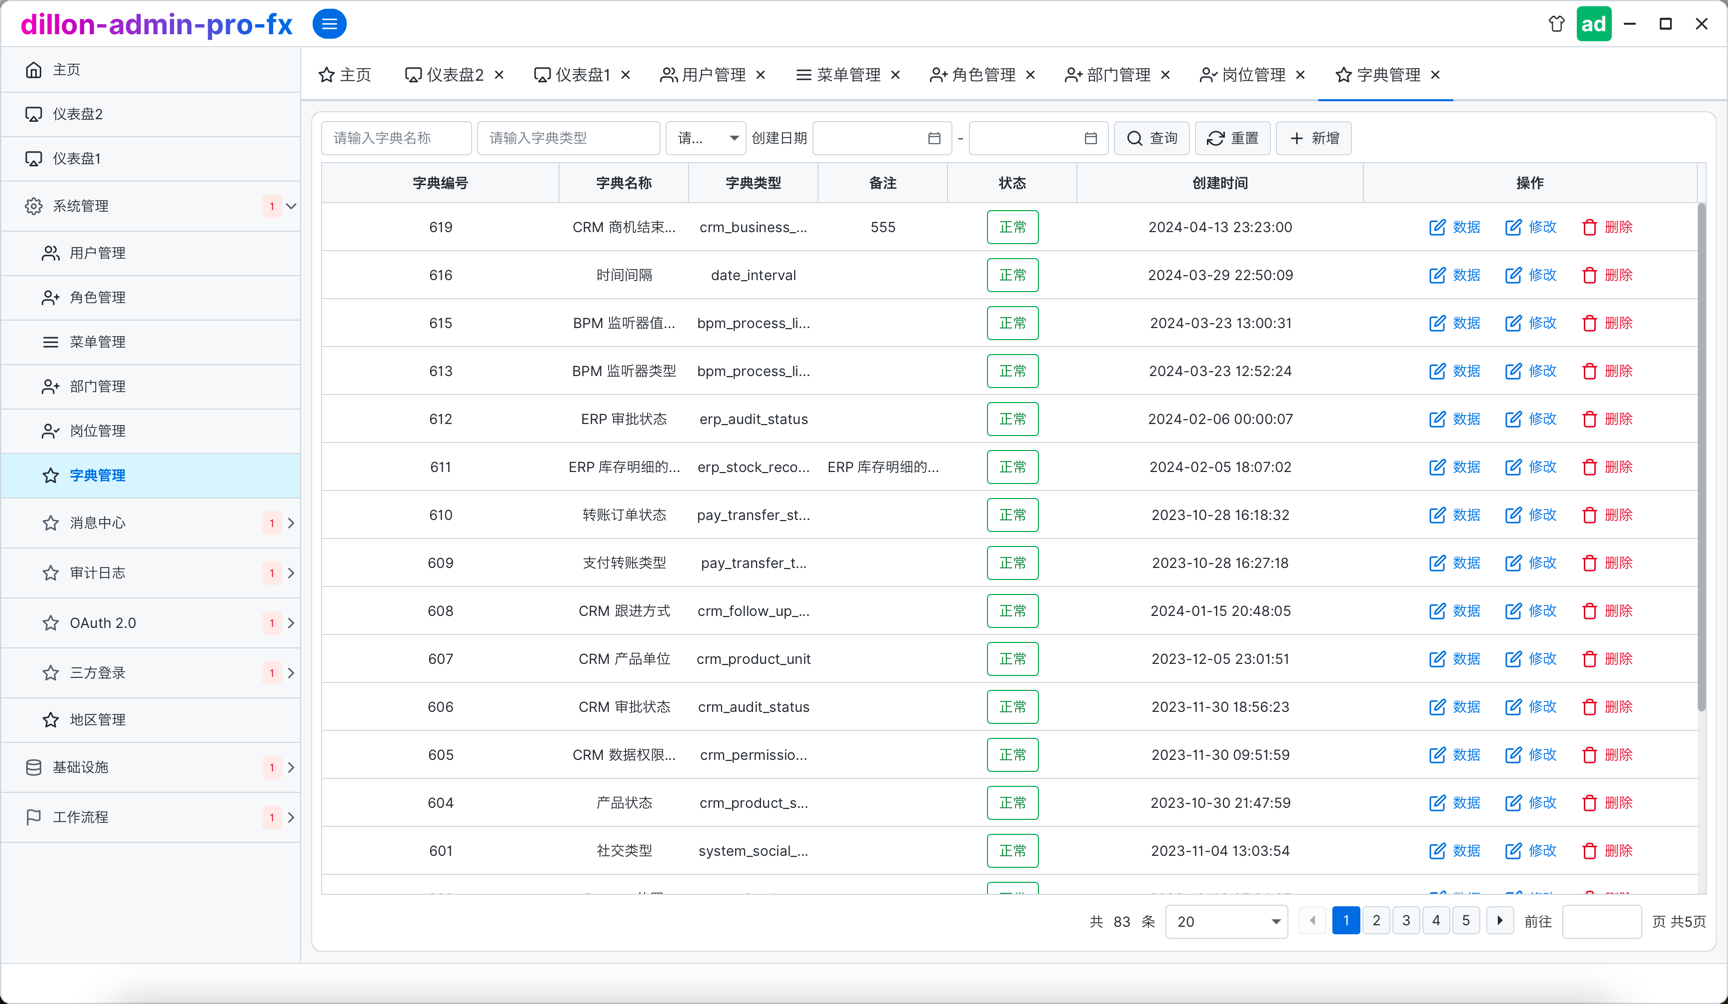 dillon-admin-pro-fx
ad
主页
仪表盘2
仪表盘1
系统管理 1
用户管理
角色管理
菜单管理
部门管理
岗位管理
字典管理
消息中心 1
审计日志 1
OAuth 2.0 1
三方登录 1
地区管理
基础设施 1
工作流程 1
主页 仪表盘2 仪表盘1 用户管理 菜单管理 角色管理 部门管理 岗位管理 字典管理
请输入字典名称 请输入字典类型 请... 创建日期 - 查询 重置 新增
字典编号 字典名称 字典类型 备注 状态 创建时间 操作
619 CRM 商机结束... crm_business_... 555 正常 2024-04-13 23:23:00 数据 修改 删除
616 时间间隔 date_interval 正常 2024-03-29 22:50:09 数据 修改 删除
615 BPM 监听器值... bpm_process_li... 正常 2024-03-23 13:00:31 数据 修改 删除
613 BPM 监听器类型 bpm_process_li... 正常 2024-03-23 12:52:24 数据 修改 删除
612 ERP 审批状态 erp_audit_status 正常 2024-02-06 00:00:07 数据 修改 删除
611 ERP 库存明细的... erp_stock_reco... ERP 库存明细的... 正常 2024-02-05 18:07:02 数据 修改 删除
610 转账订单状态 pay_transfer_st... 正常 2023-10-28 16:18:32 数据 修改 删除
609 支付转账类型 pay_transfer_t... 正常 2023-10-28 16:27:18 数据 修改 删除
608 CRM 跟进方式 crm_follow_up_... 正常 2024-01-15 20:48:05 数据 修改 删除
607 CRM 产品单位 crm_product_unit 正常 2023-12-05 23:01:51 数据 修改 删除
606 CRM 审批状态 crm_audit_status 正常 2023-11-30 18:56:23 数据 修改 删除
605 CRM 数据权限... crm_permissio... 正常 2023-11-30 09:51:59 数据 修改 删除
604 产品状态 crm_product_s... 正常 2023-10-30 21:47:59 数据 修改 删除
601 社交类型 system_social_... 正常 2023-11-04 13:03:54 数据 修改 删除
共 83 条 20 1 2 3 4 5 前往 页 共5页